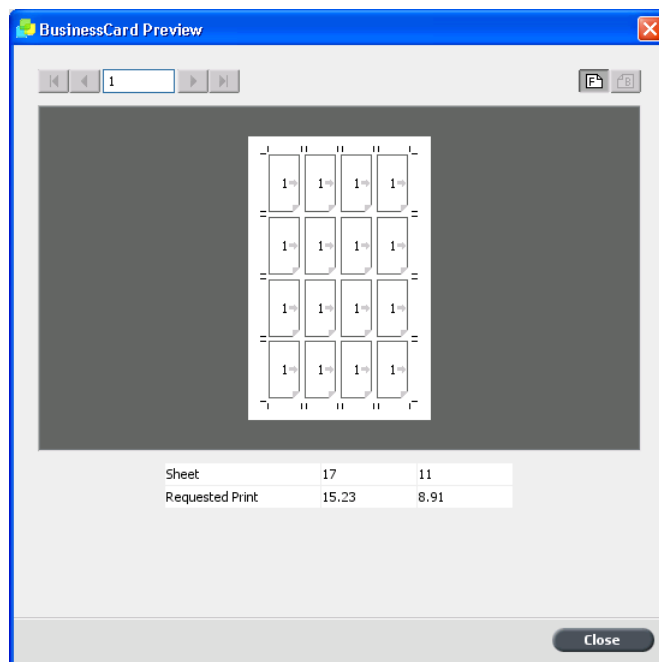 BusinessCard Preview
1
F B
1 1 1 1
1 1 1 1
1 1 1 1
1 1 1 1
Sheet 17 11
Requested Print 15.23 8.91
Close